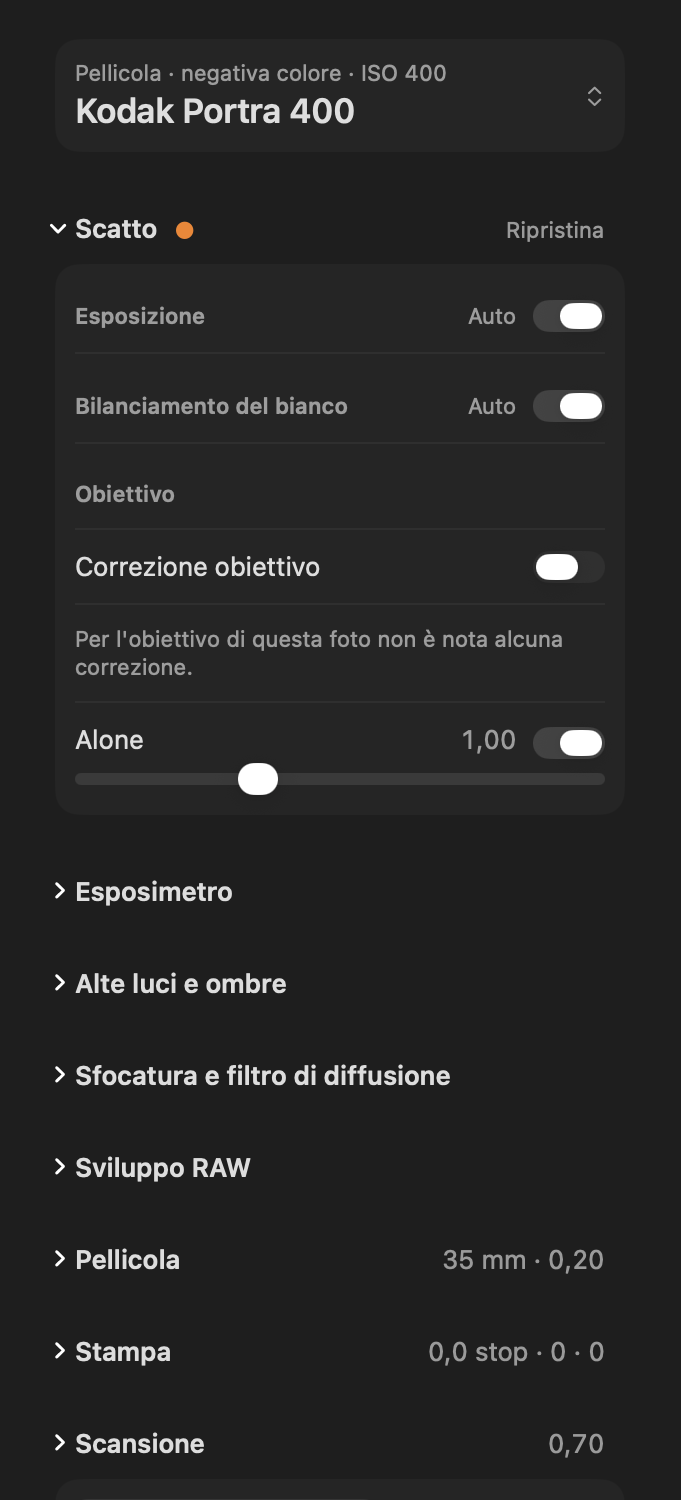 Pellicola · negativa colore · ISO 400
Kodak Portra 400
Scatto
Ripristina
Esposizione
Auto
Bilanciamento del bianco
Auto
Obiettivo
Correzione obiettivo
Per l'obiettivo di questa foto non è nota alcuna
correzione.
Alone
1,00
Esposimetro
Alte luci e ombre
Sfocatura e filtro di diffusione
Sviluppo RAW
Pellicola
35 mm · 0,20
Stampa
0,0 stop · 0 · 0
Scansione
0,70